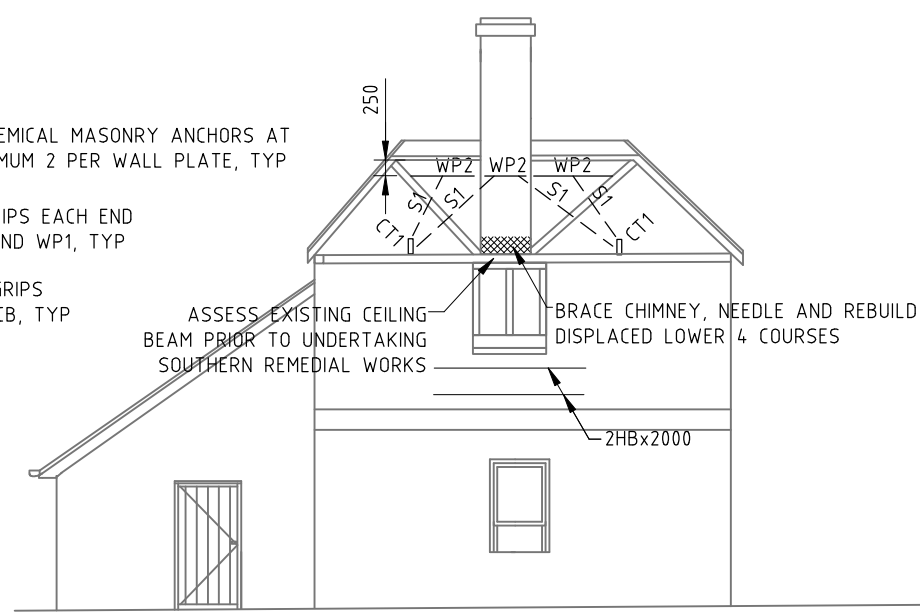 250
EMICAL MASONRY ANCHORS AT
MUM 2 PER WALL PLATE, TYP
WP2 WP2 WP2
S1 S1 S1 S1
CT1 CT1
IPS EACH END
ND WP1, TYP
GRIPS
CB, TYP
ASSESS EXISTING CEILING
BEAM PRIOR TO UNDERTAKING
SOUTHERN REMEDIAL WORKS
BRACE CHIMNEY, NEEDLE AND REBUILD
DISPLACED LOWER 4 COURSES
2HBx2000